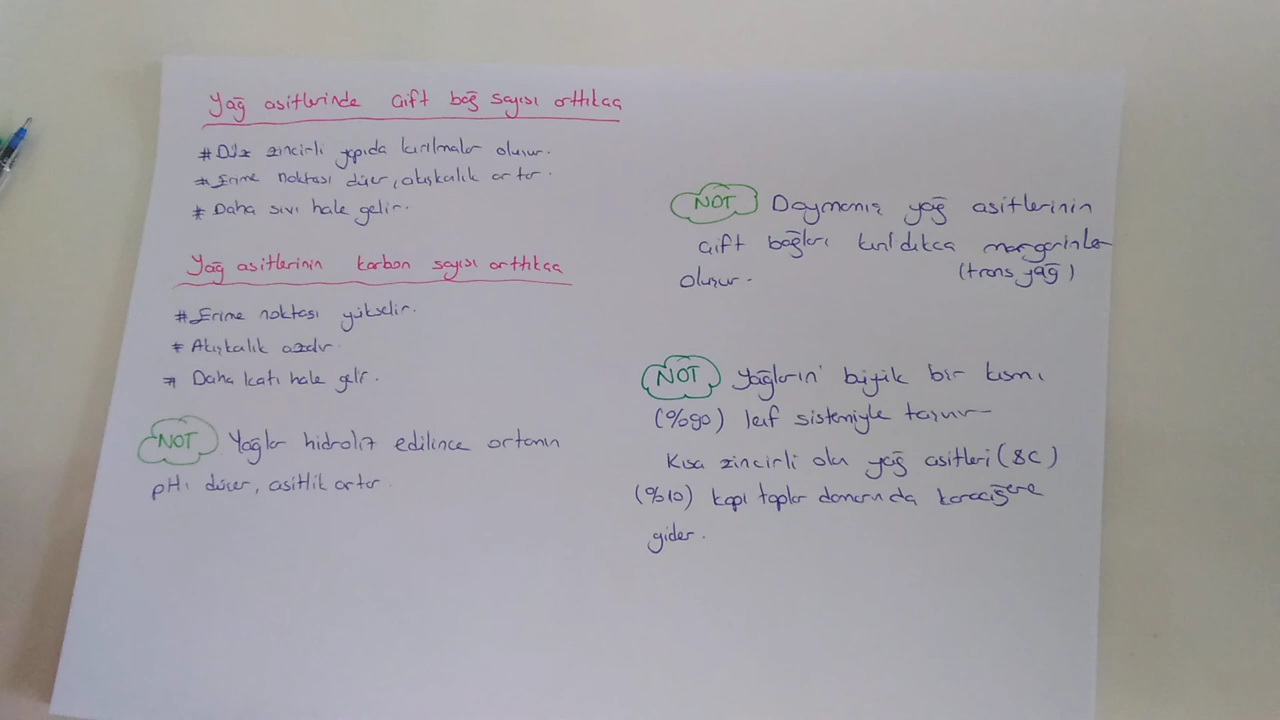 Yağ asitlerinde çift bağ sayısı arttıkça
# Düz zincirli yapıda kırılmalar oluşur.
* Erime noktası düşer, akışkalık artar.
* Daha sıvı hale gelir.
Yağ asitlerinin karbon sayısı arttıkça
# Erime noktası yükselir.
* Akışkalık azalır.
* Daha katı hale gelir.
NOT Yağlar hidroliz edilince ortamın
pHı düşer, asitlik artar.
NOT Doymamış yağ asitlerinin
çift bağları kırıldıkça margarinler
(trans yağ)
oluşur.
NOT Yağların büyük bir kısmı
(%90) lenf sistemiyle taşınır
Kısa zincirli olan yağ asitleri (8C)
(%10) kapı toplar damarında karaciğere
gider.